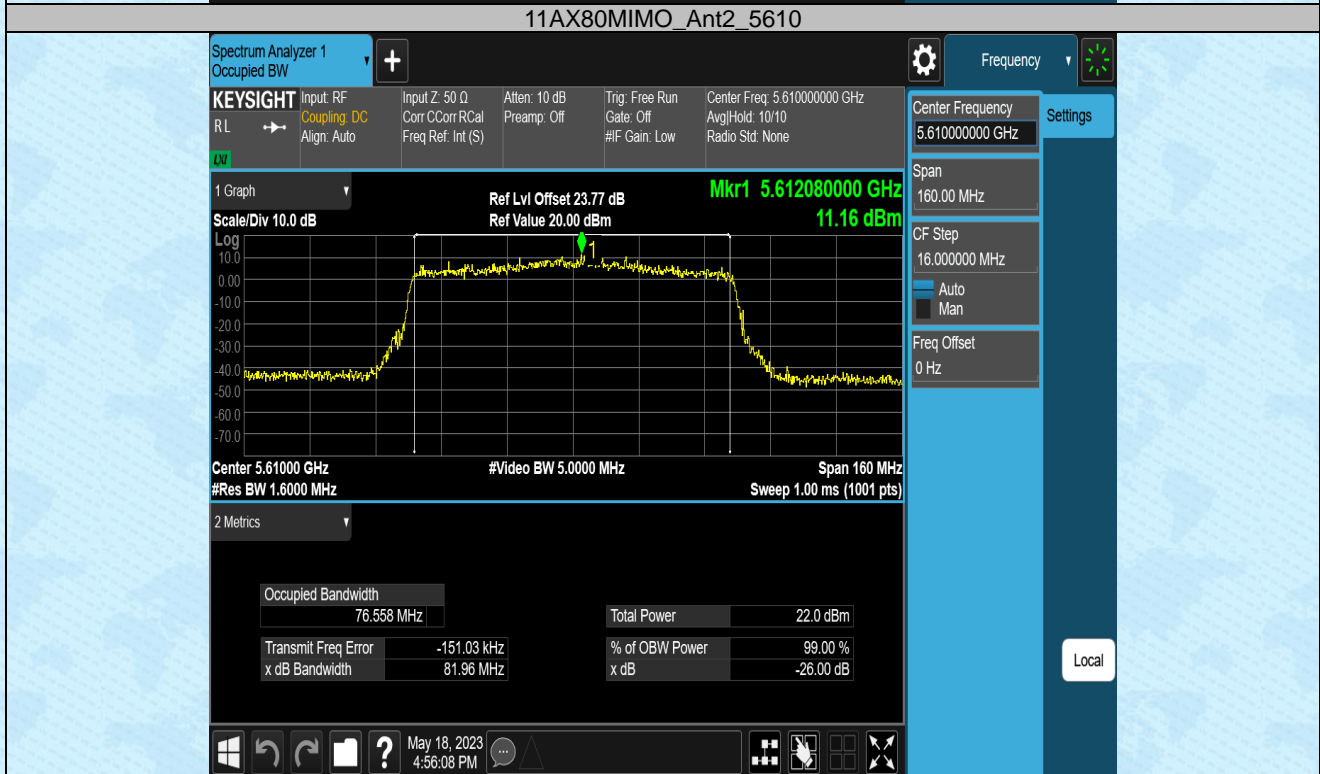 11AX80MIMO_Ant2_5610
Spectrum Analyzer 1
Occupied BW
+
Frequency
KEYSIGHT
R L
LXI
Input: RF
Coupling: DC
Align: Auto
Input Z: 50 Ω
Corr CCorr RCal
Freq Ref: Int (S)
Atten: 10 dB
Preamp: Off
Trig: Free Run
Gate: Off
#IF Gain: Low
Center Freq: 5.610000000 GHz
Avg|Hold: 10/10
Radio Std: None
Center Frequency
5.610000000 GHz
Settings
Span
160.00 MHz
CF Step
16.000000 MHz
Auto
Man
Freq Offset
0 Hz
1 Graph
Scale/Div 10.0 dB
Ref Lvl Offset 23.77 dB
Ref Value 20.00 dBm
Mkr1 5.612080000 GHz
11.16 dBm
Log
10.0
0.00
-10.0
-20.0
-30.0
-40.0
-50.0
-60.0
-70.0
1
Center 5.61000 GHz
#Res BW 1.6000 MHz
#Video BW 5.0000 MHz
Span 160 MHz
Sweep 1.00 ms (1001 pts)
2 Metrics
Occupied Bandwidth
76.558 MHz
Transmit Freq Error -151.03 kHz
x dB Bandwidth 81.96 MHz
Total Power 22.0 dBm
% of OBW Power 99.00 %
x dB -26.00 dB
Local
?
May 18, 2023
4:56:08 PM